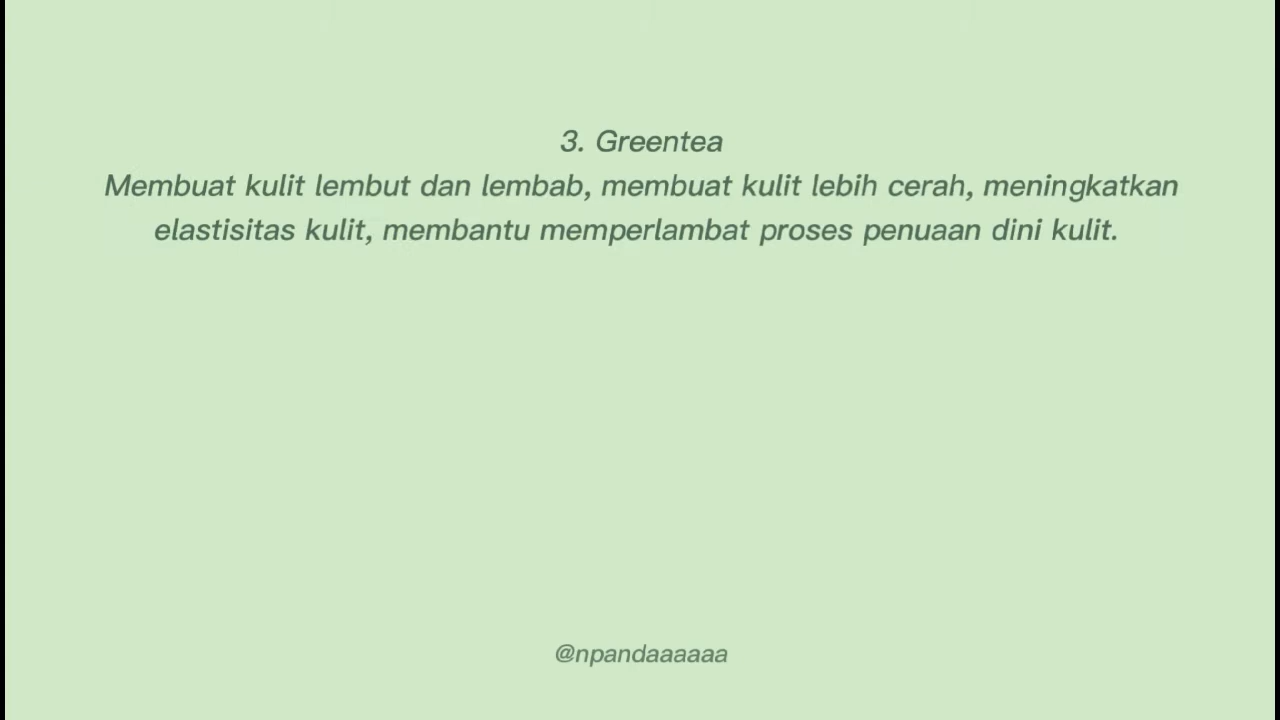 3. Greentea
Membuat kulit lembut dan lembab, membuat kulit lebih cerah, meningkatkan
elastisitas kulit, membantu memperlambat proses penuaan dini kulit.
@npandaaaaaa